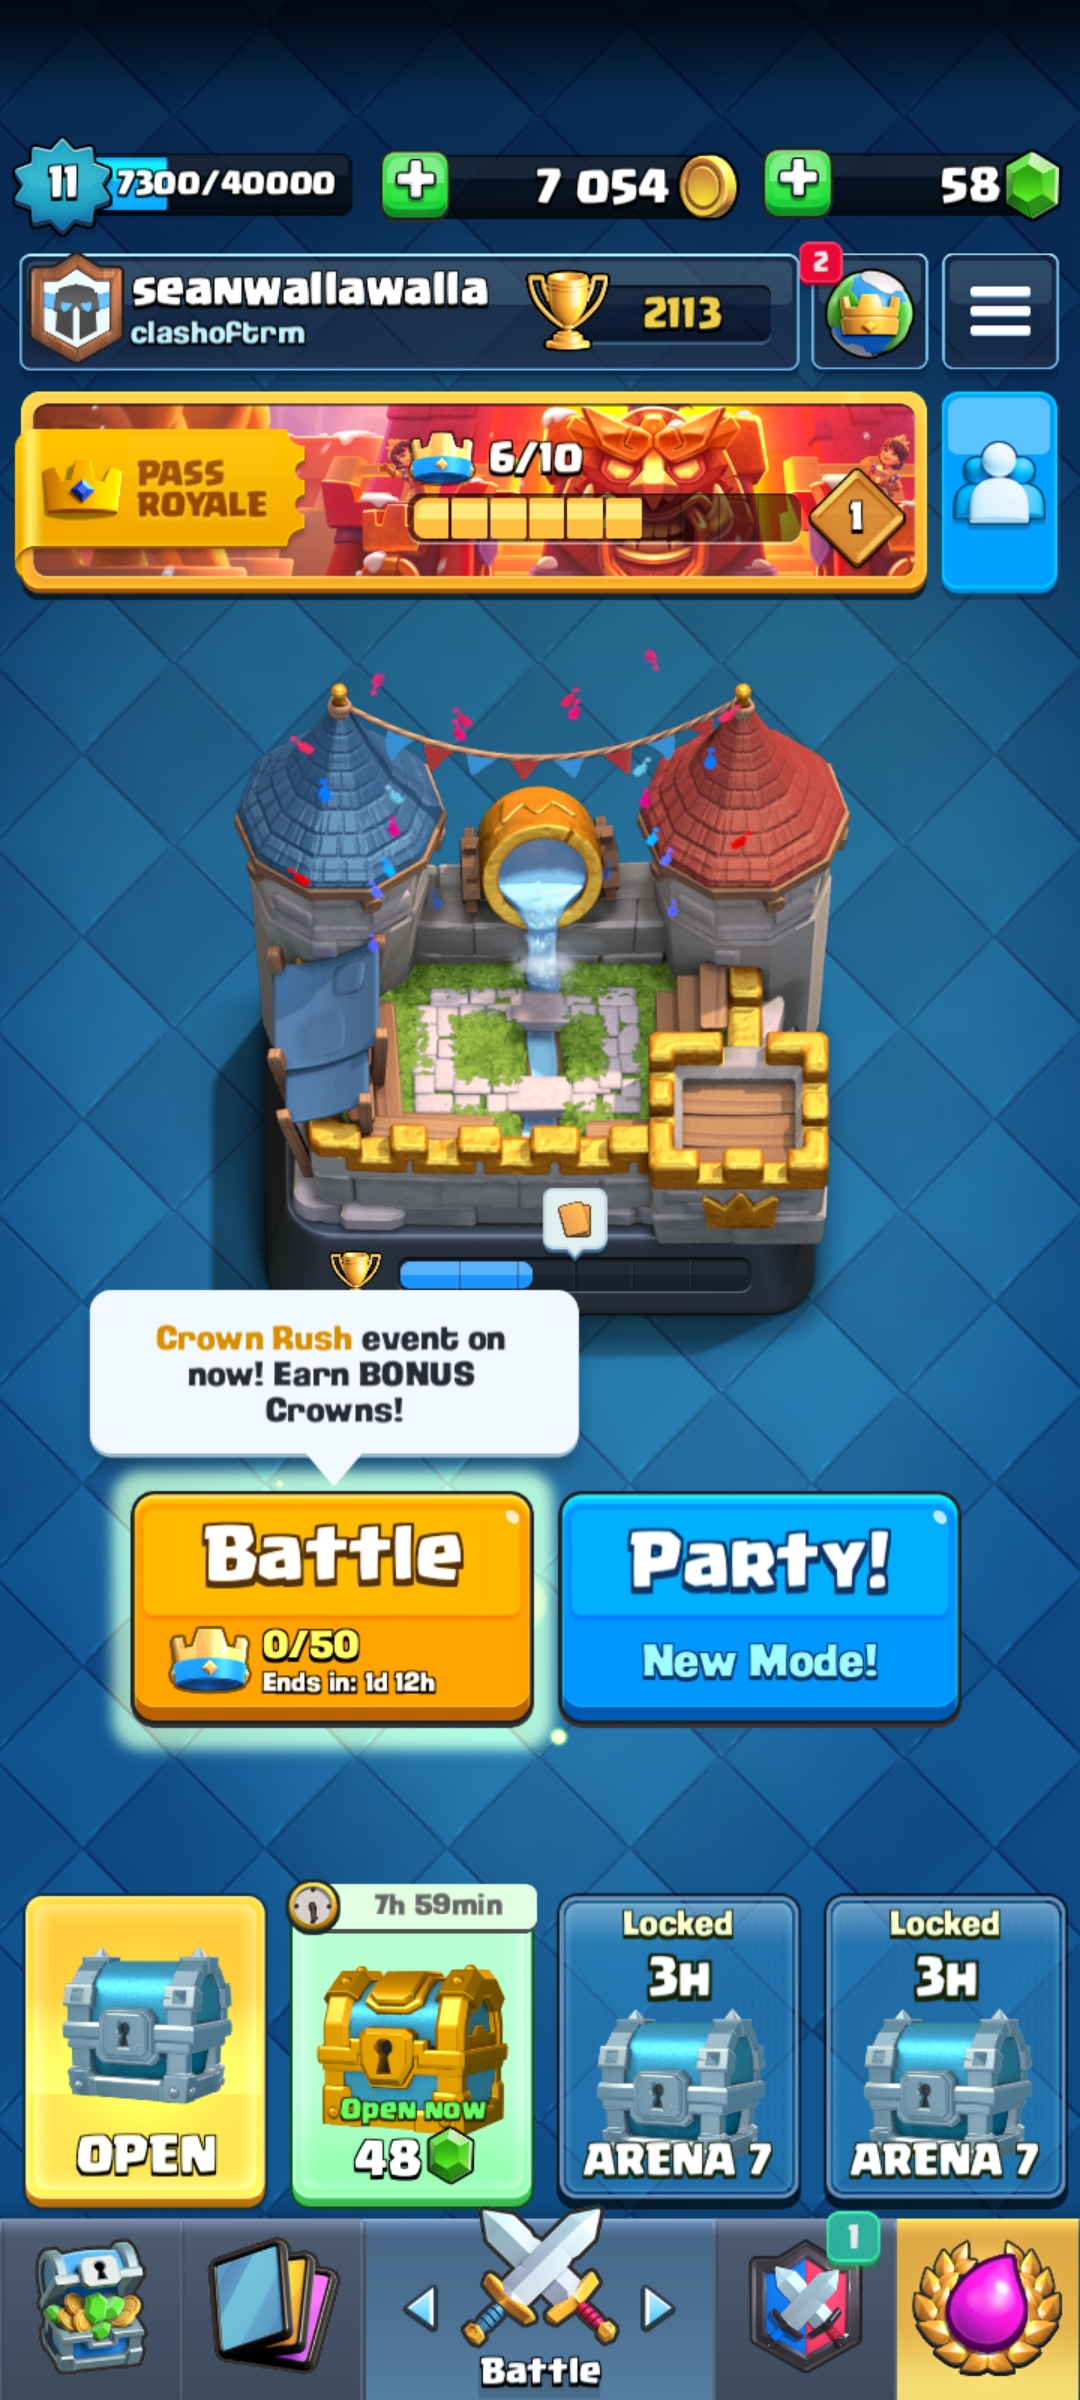 11
7300/40000
7 054
58
seanwallawalla
clashoftrm
2113
2
PASS
ROYALE
6/10
1
Crown Rush event on
now! Earn BONUS
Crowns!
Battle
0/50
Ends in: 1d 12h
Party!
New Mode!
OPEN
7h 59min
Open now
48
Locked
3H
ARENA 7
Locked
3H
ARENA 7
Battle
1